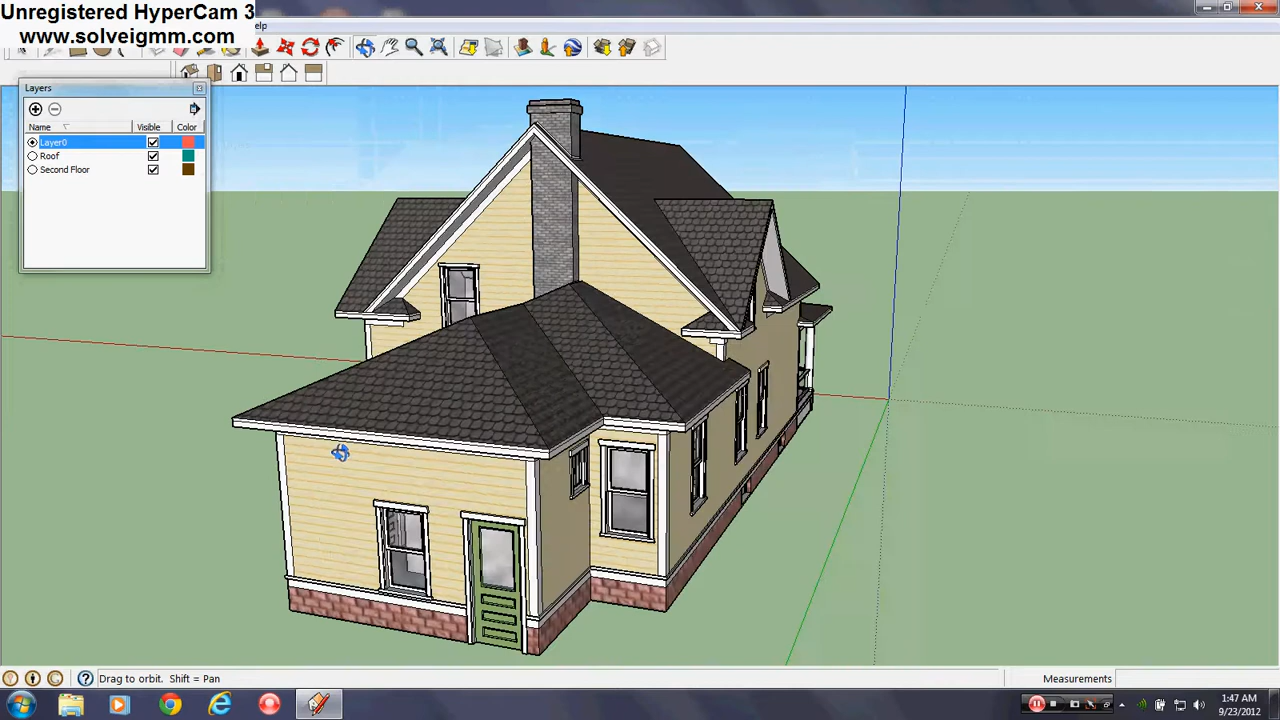 Unregistered HyperCam 3
www.solveigmm.com
elp
Layers
Name Visible Color
Layer0
Roof
Second Floor
Drag to orbit. Shift = Pan
Measurements
1:47 AM
9/23/2012